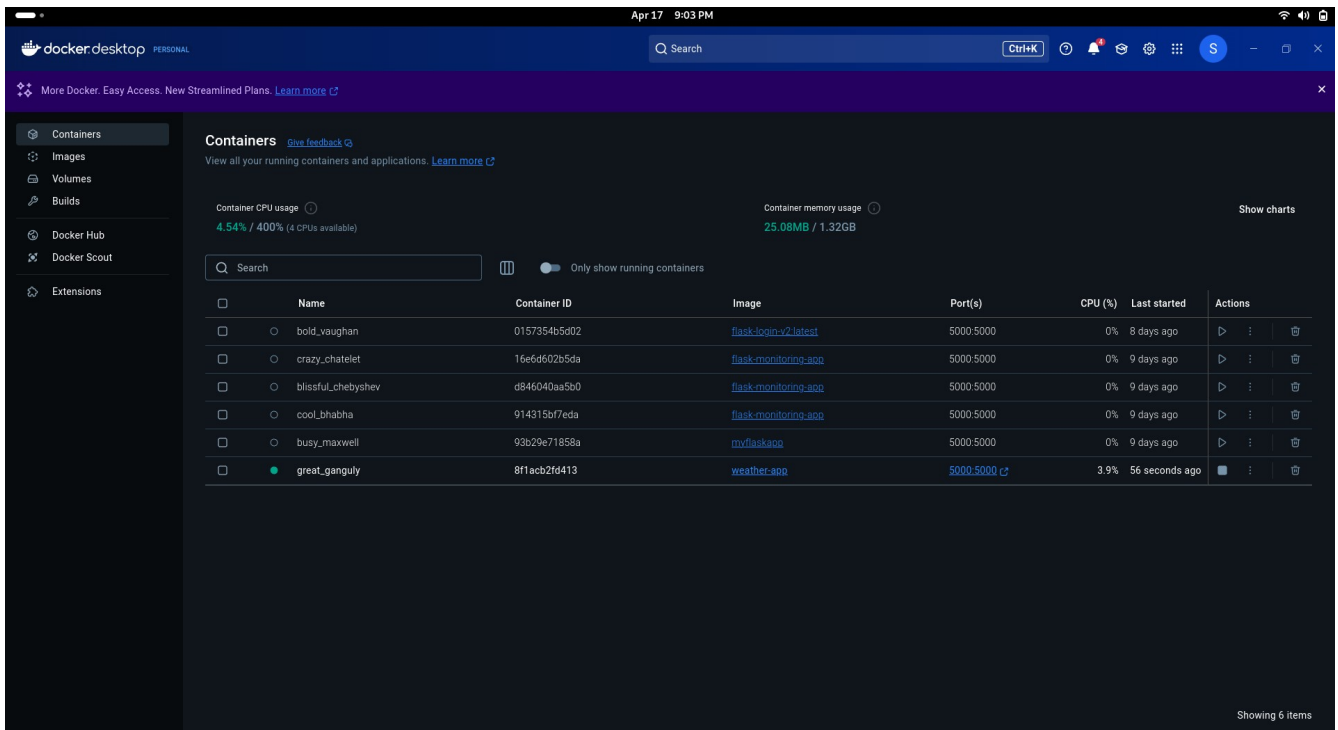 Apr 17 9:03 PM
docker.desktop PERSONAL Search Ctrl+K 4 S
More Docker. Easy Access. New Streamlined Plans. Learn more
Containers
Images
Volumes
Builds
Docker Hub
Docker Scout
Extensions
Containers Give feedback
View all your running containers and applications. Learn more
Container CPU usage
4.54% / 400% (4 CPUs available)
Container memory usage
25.08MB / 1.32GB
Show charts
Search Only show running containers
Name Container ID Image Port(s) CPU (%) Last started Actions
bold_vaughan 0157354b5d02 flask-login-v2:latest 5000:5000 0% 8 days ago
crazy_chatelet 16e6d602b5da flask-monitoring-app 5000:5000 0% 9 days ago
blissful_chebyshev d846040aa5b0 flask-monitoring-app 5000:5000 0% 9 days ago
cool_bhabha 914315bf7eda flask-monitoring-app 5000:5000 0% 9 days ago
busy_maxwell 93b29e71858a myflaskapp 5000:5000 0% 9 days ago
great_ganguly 8f1acb2fd413 weather-app 5000:5000 3.9% 56 seconds ago
Showing 6 items